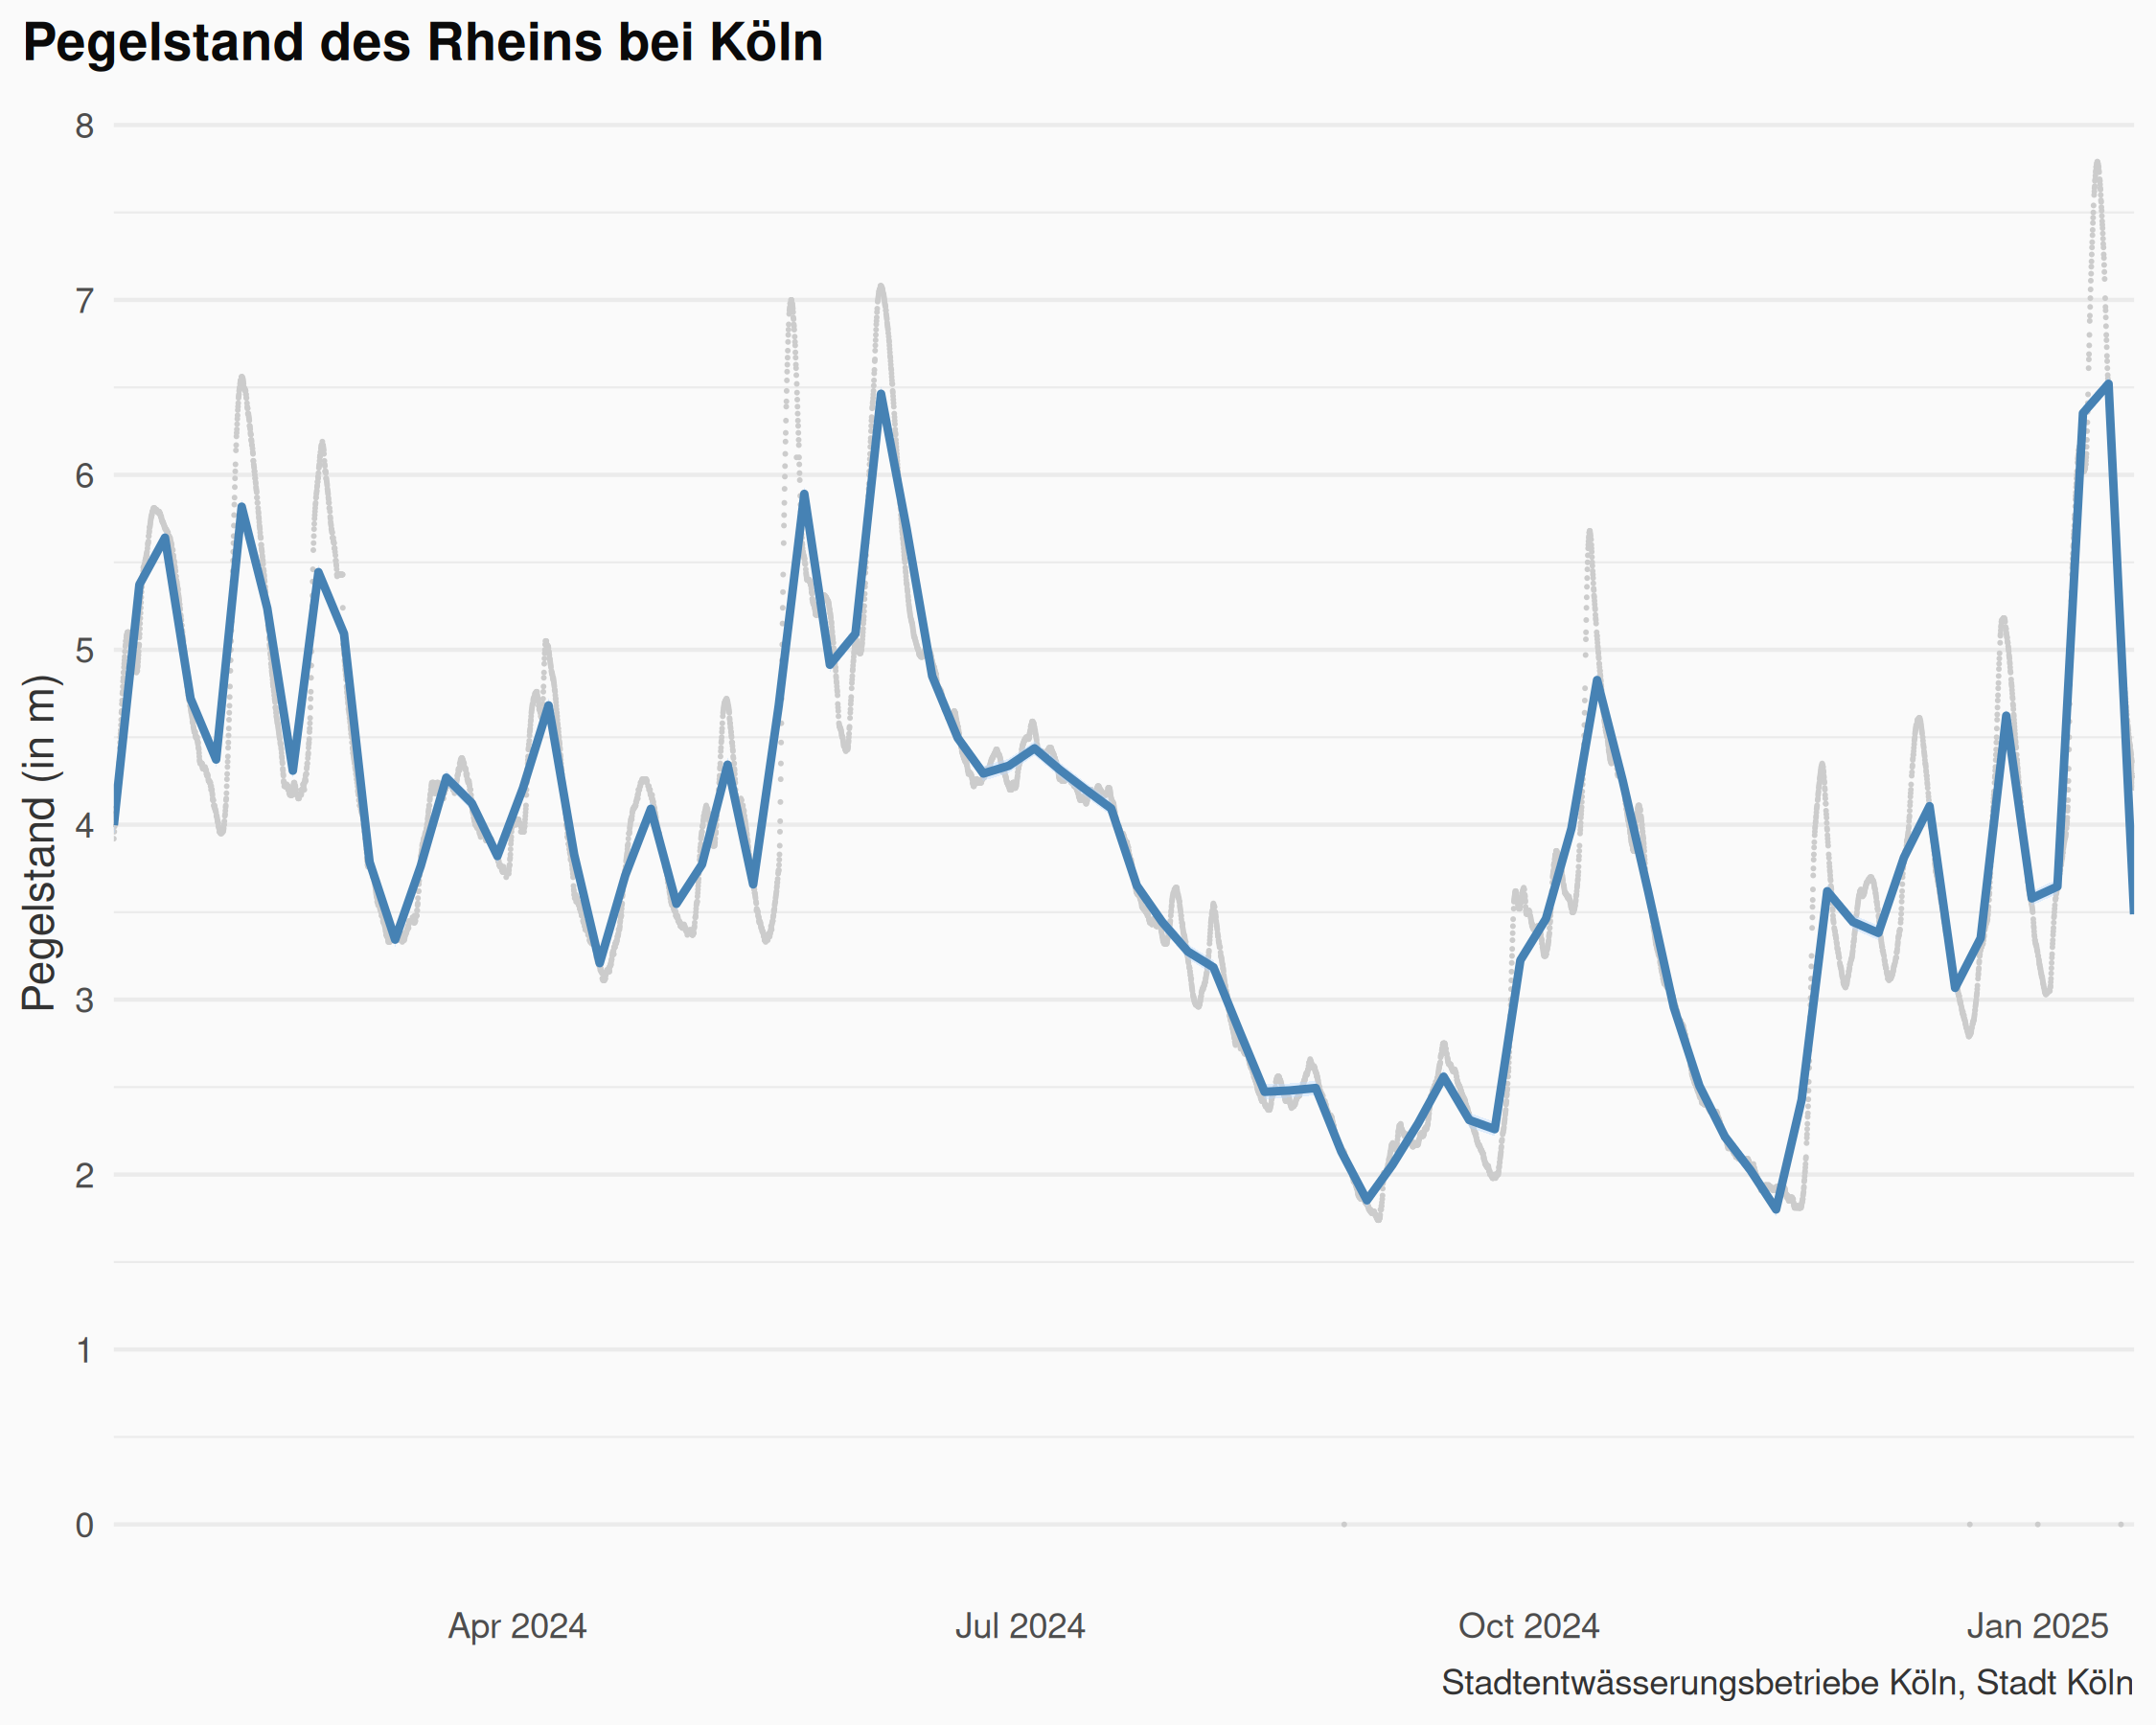 Pegelstand des Rheins bei Köln
Pegelstand (in m)
8
7
6
5
4
3
2
1
0
Apr 2024
Jul 2024
Oct 2024
Jan 2025
Stadtentwässerungsbetriebe Köln, Stadt Köln